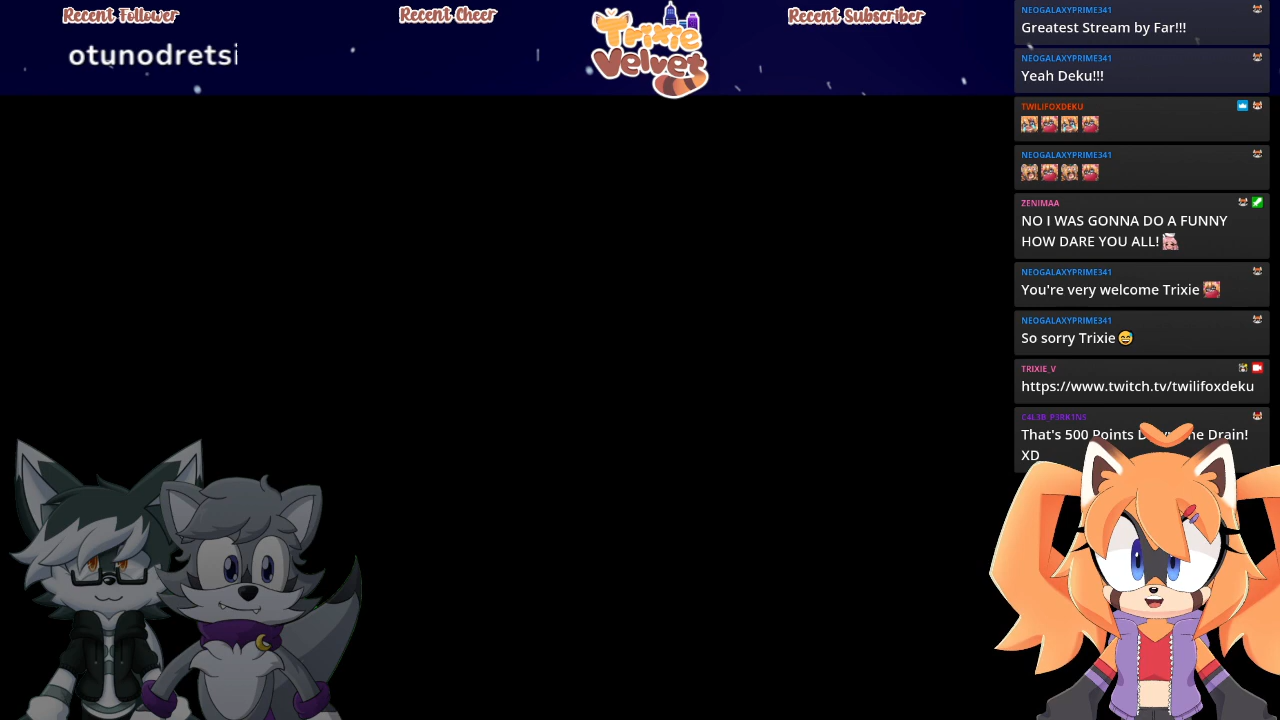 Recent Follower
otunodretsi
Recent Cheer
Trixie
Velvet
Recent Subscriber
NEOGALAXYPRIME341
Greatest Stream by Far!!!
NEOGALAXYPRIME341
Yeah Deku!!!
TWILIFOXDEKU
NEOGALAXYPRIME341
ZENIMAA
NO I WAS GONNA DO A FUNNY
HOW DARE YOU ALL!
NEOGALAXYPRIME341
You're very welcome Trixie
NEOGALAXYPRIME341
So sorry Trixie 😅
TRIXIE_V
https://www.twitch.tv/twilifoxdeku
C4L3B_P3RK1NS
That's 500 Points Drain!
XD